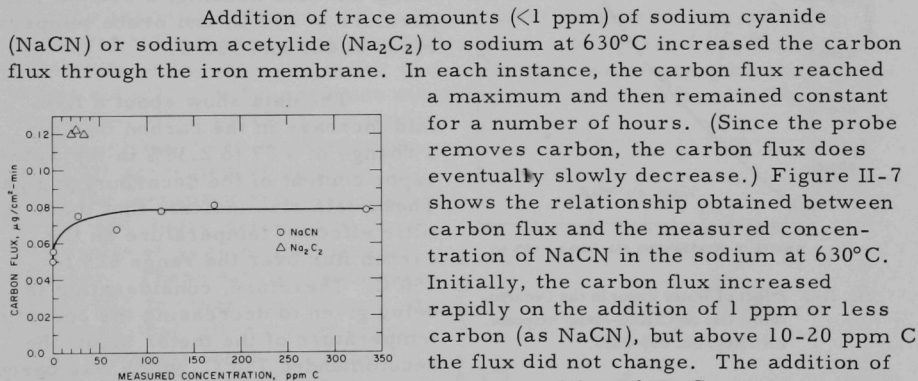 Addition of trace amounts (<1 ppm) of sodium cyanide
(NaCN) or sodium acetylide (Na₂C₂) to sodium at 630°C increased the carbon
flux through the iron membrane. In each instance, the carbon flux reached
a maximum and then remained constant
for a number of hours. (Since the probe
removes carbon, the carbon flux does
eventually slowly decrease.) Figure II-7
shows the relationship obtained between
carbon flux and the measured concen-
tration of NaCN in the sodium at 630°C.
Initially, the carbon flux increased
rapidly on the addition of 1 ppm or less
carbon (as NaCN), but above 10-20 ppm C
the flux did not change. The addition of
CARBON FLUX, μg/cm²-min
0.12
0.10
0.08
0.06
0.04
0.02
0.0
○ NaCN
△ Na₂C₂
0 50 100 150 200 250 300 350
MEASURED CONCENTRATION, ppm C